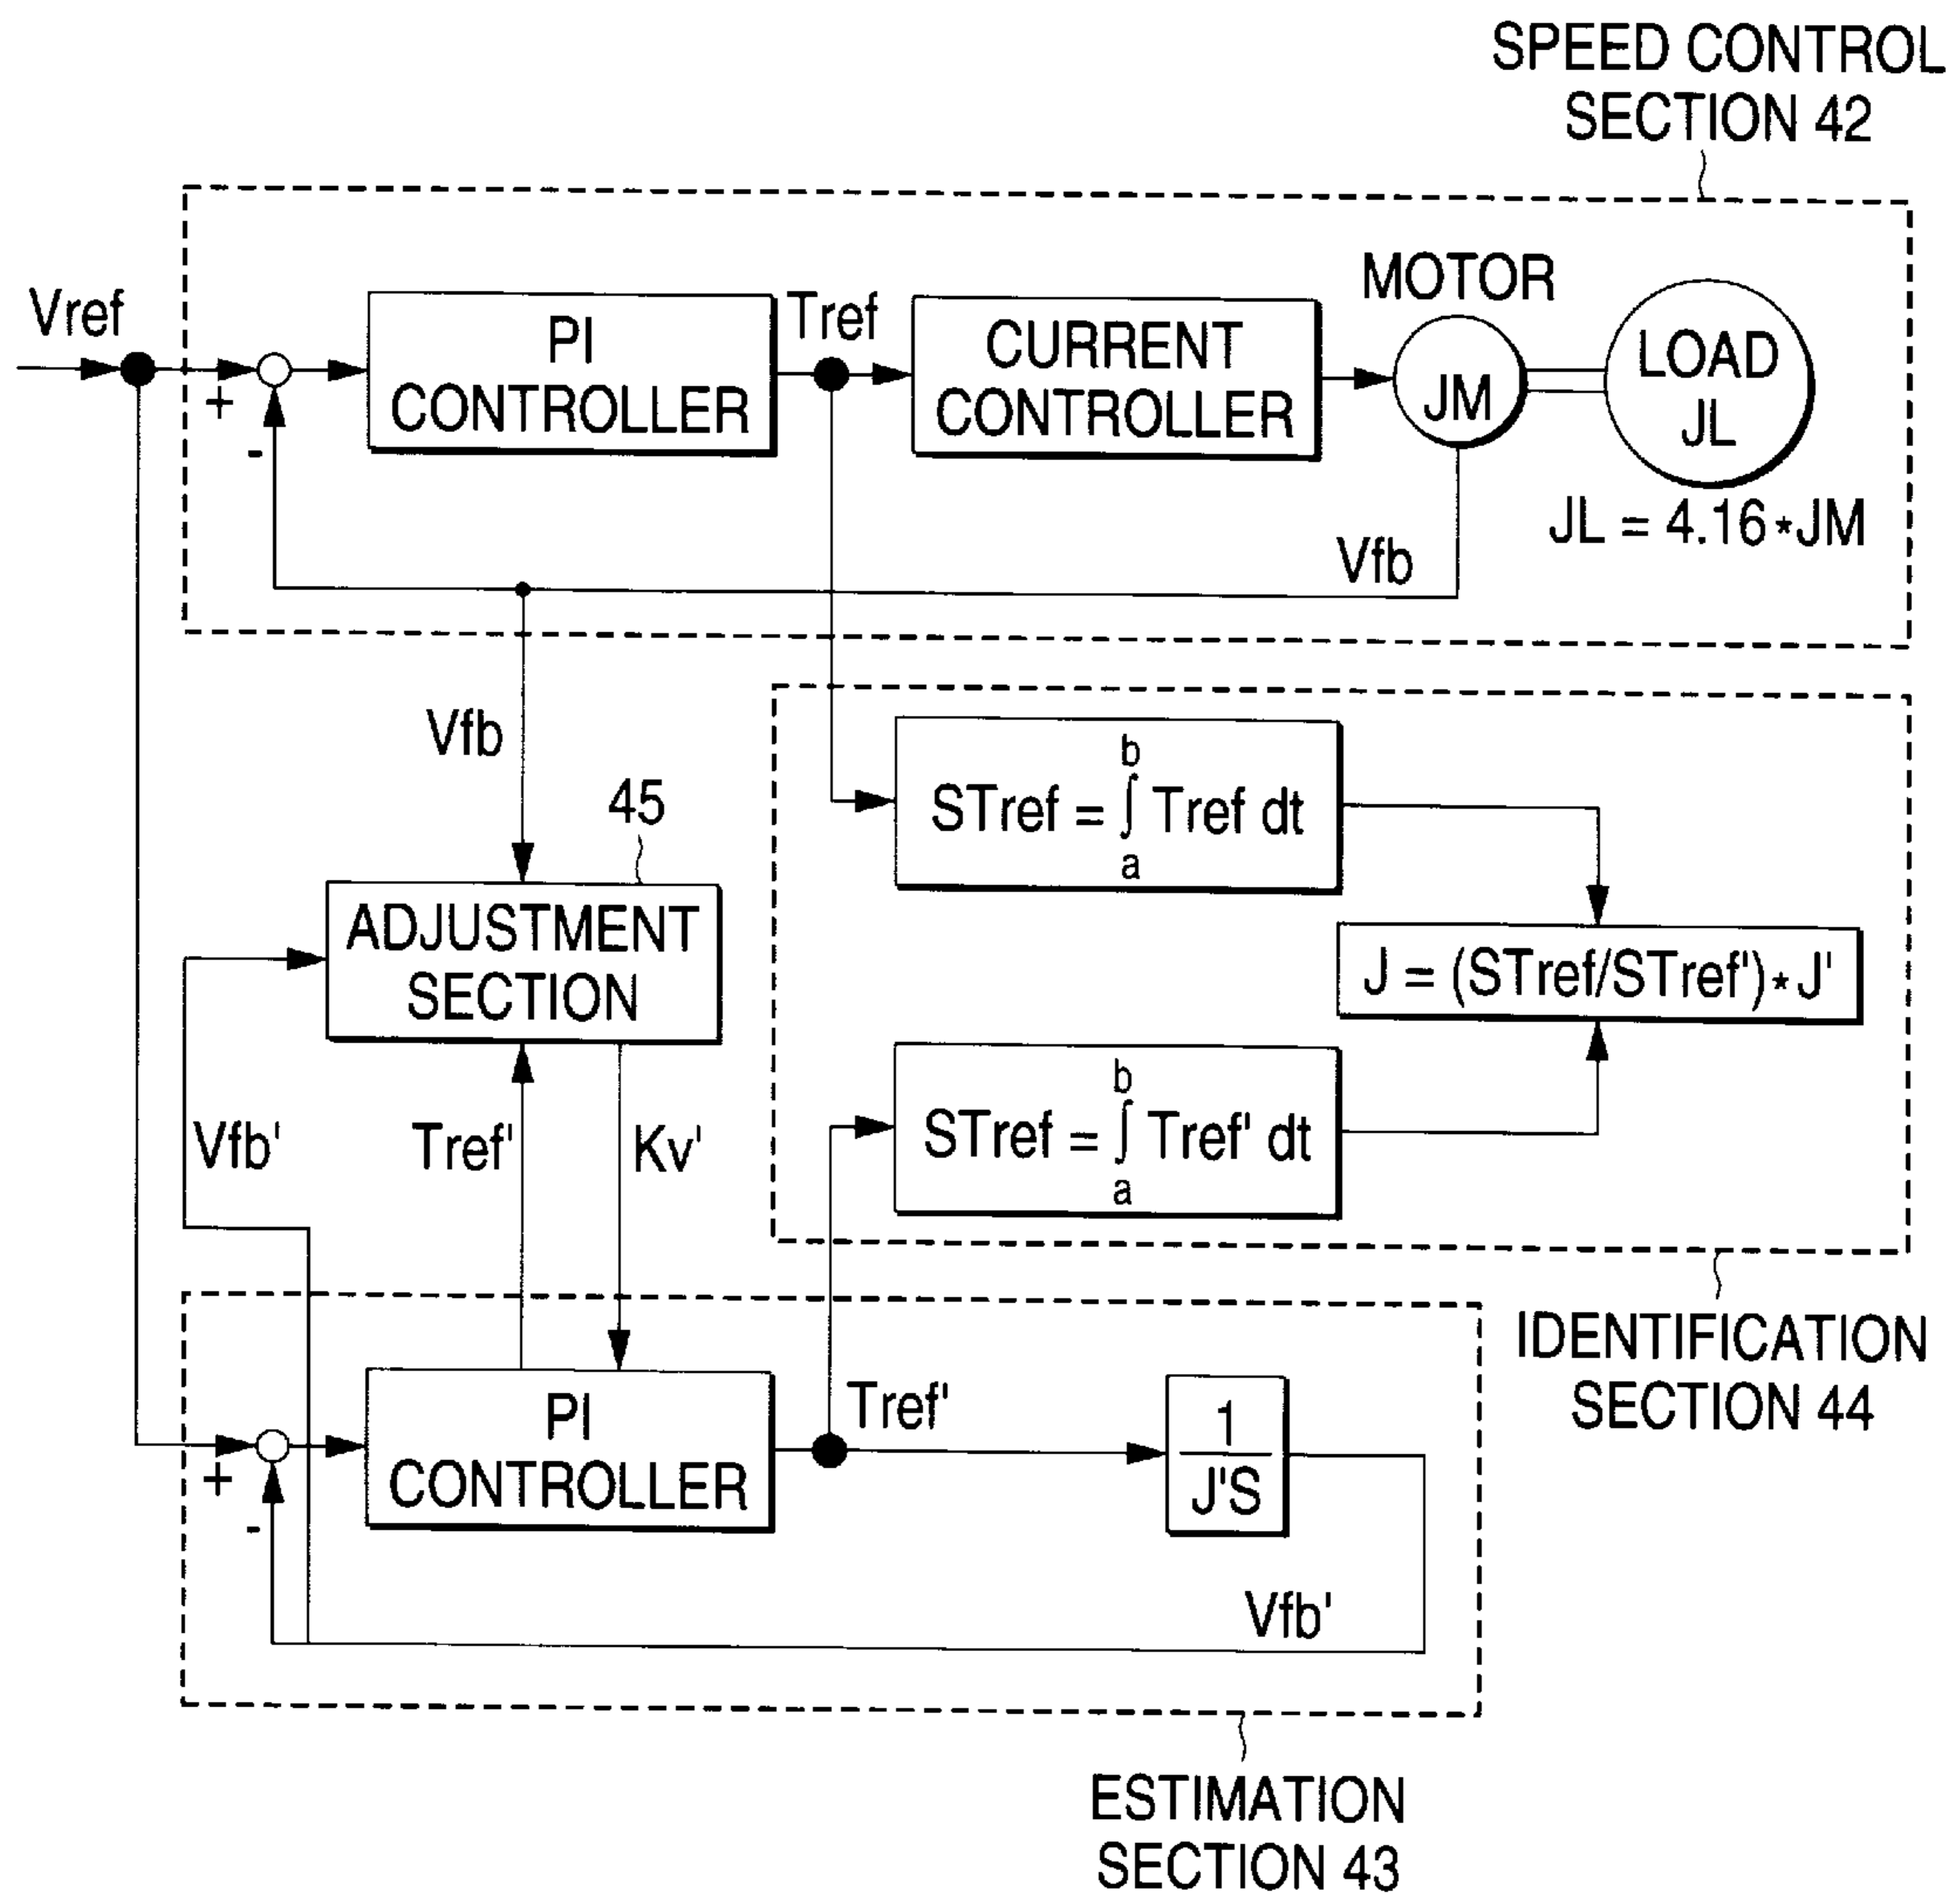 SPEED CONTROL
SECTION 42
Vref
+
-
PI
CONTROLLER
Tref
CURRENT
CONTROLLER
MOTOR
JM
LOAD
JL
JL = 4.16*JM
Vfb
Vfb
45
ADJUSTMENT
SECTION
b
STref = ∫ Tref dt
a
J = (STref/STref')*J'
b
STref = ∫ Tref' dt
a
Vfb'
Tref'
Kv'
IDENTIFICATION
SECTION 44
+
-
PI
CONTROLLER
Tref'
1
J'S
Vfb'
ESTIMATION
SECTION 43